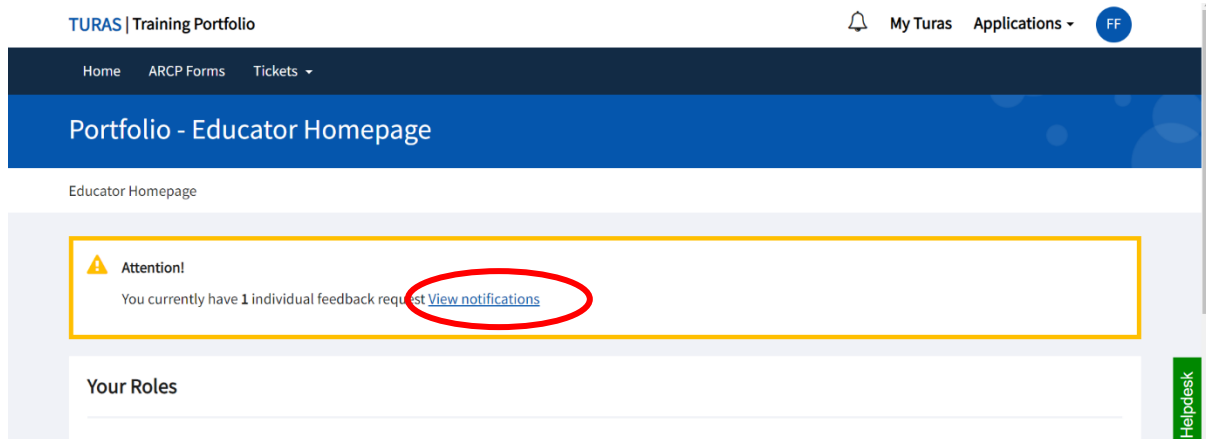 TURAS | Training Portfolio
My Turas Applications
FF
Home ARCP Forms Tickets
Portfolio - Educator Homepage
Educator Homepage
Attention!
You currently have 1 individual feedback request View notifications
Your Roles
Helpdesk